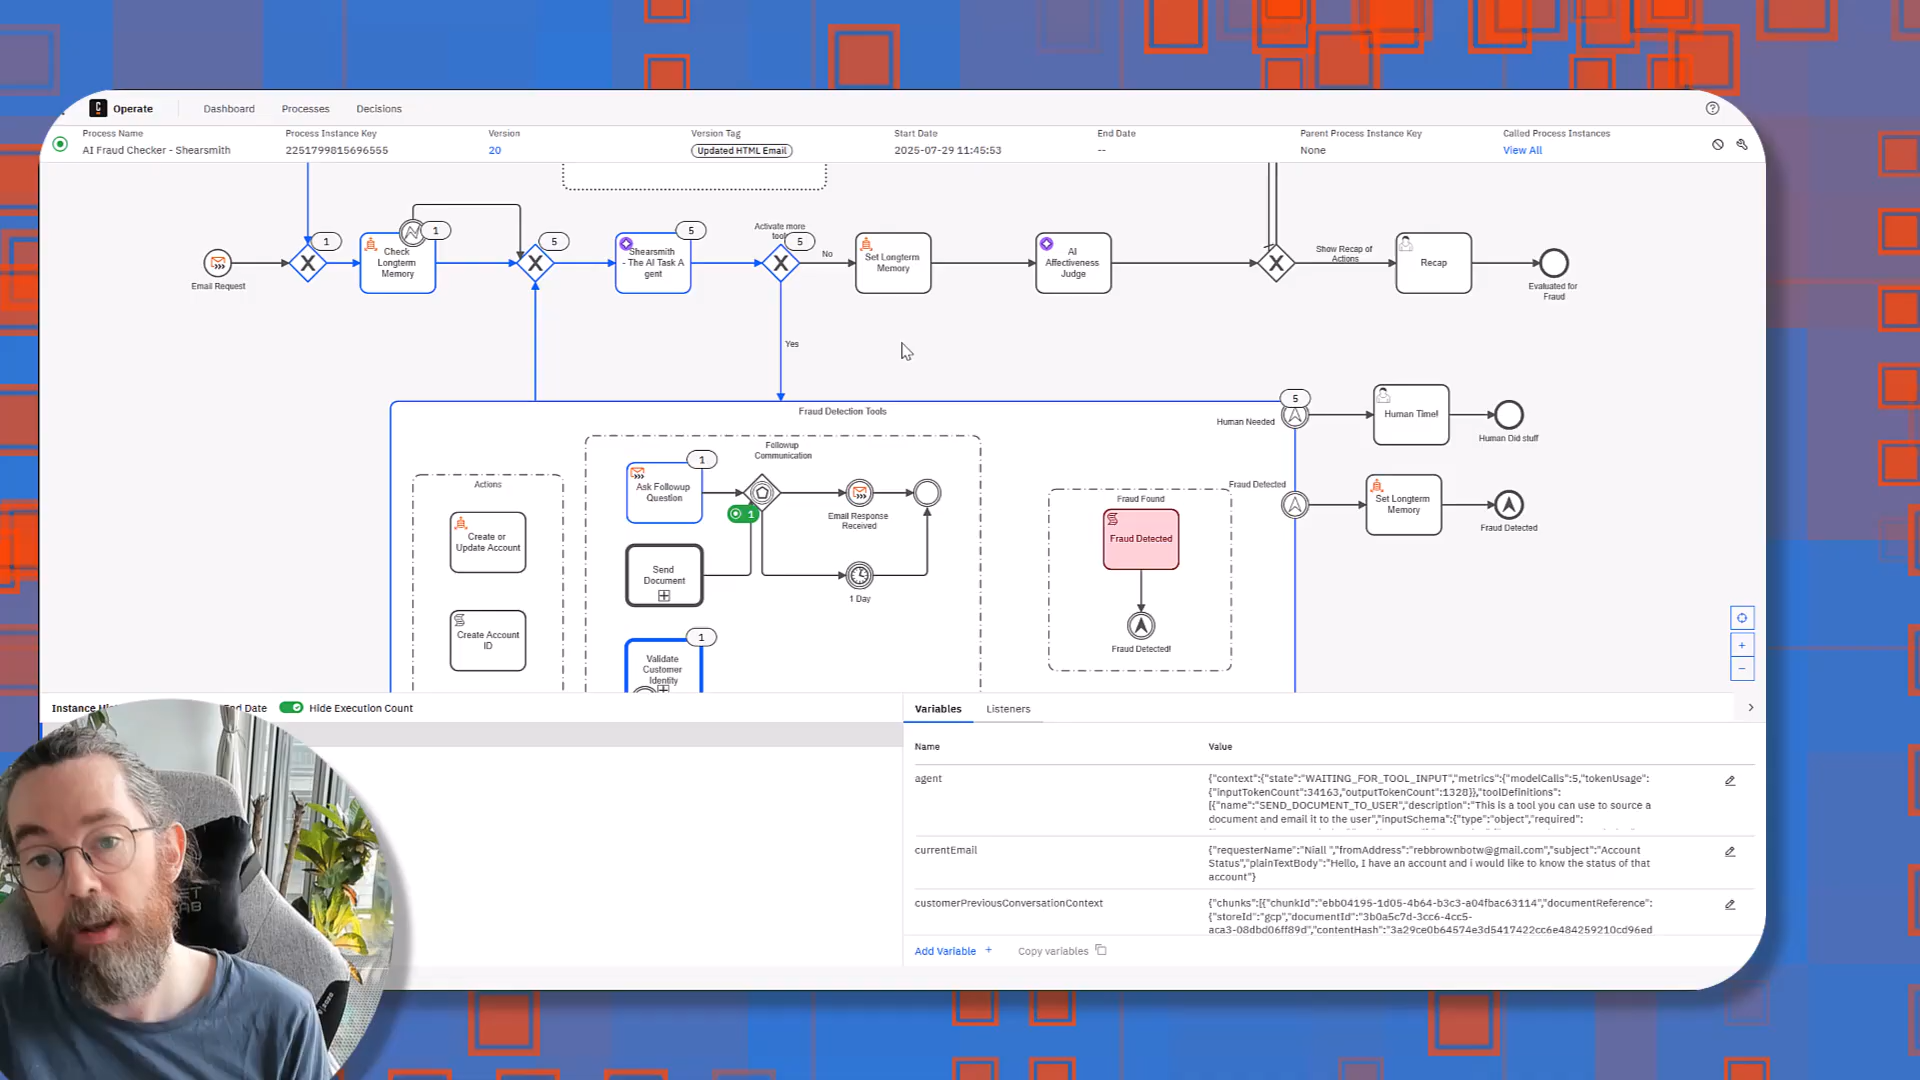 Operate
Dashboard
Processes
Decisions
Process Name
Process Instance Key
Version
Version Tag
Start Date
End Date
Parent Process Instance Key
Called Process Instances
AI Fraud Checker - Shearsmith
2251799815696555
20
Updated HTML Email
2025-07-29 11:45:53
--
None
View All
1
1
5
5
5
Email Request
Check
Longterm
Memory
Shearsmith
- The AI Task A
gent
Activate more
No
Yes
Set Longterm
Memory
AI
Affectiveness
Judge
Show Recap of
Actions
Recap
Evaluated for
Fraud
Fraud Detection Tools
5
Human Needed
Human Time!
Human Did stuff
Fraud Detected
Set Longterm
Memory
Fraud Detected
Actions
Create or
Update Account
Create Account
ID
Followup
Communication
1
Ask Followup
Question
1
Email Response
Received
Send
Document
1 Day
1
Validate
Customer
Identity
Fraud Found
Fraud Detected
Fraud Detected!
End Date
Hide Execution Count
Variables
Listeners
Name
Value
agent
{"context":{"state":"WAITING_FOR_TOOL_INPUT","metrics":{"modelCalls":5,"tokenUsage":
{"inputTokenCount":34163,"outputTokenCount":1328}},"toolDefinitions":
[{"name":"SEND_DOCUMENT_TO_USER","description":"This is a tool you can use to source a
document and email it to the user","inputSchema":{"type":"object","required":
currentEmail
{"requesterName":"Niall ","fromAddress":"rebbrownbotw@gmail.com","subject":"Account
Status","plainTextBody":"Hello, I have an account and i would like to know the status of that
account"}
customerPreviousConversationContext
{"chunks":[{"chunkId":"ebb04195-1d05-4b64-b3c3-a04fbac63114","documentReference":
{"storeId":"gcp","documentId":"3b0a5c7d-3cc6-4cc5-
aca3-08dbd06ff89d","contentHash":"3a29ce0b64574e3d5417422cc6e484259210cd96ed
Add Variable +
Copy variables